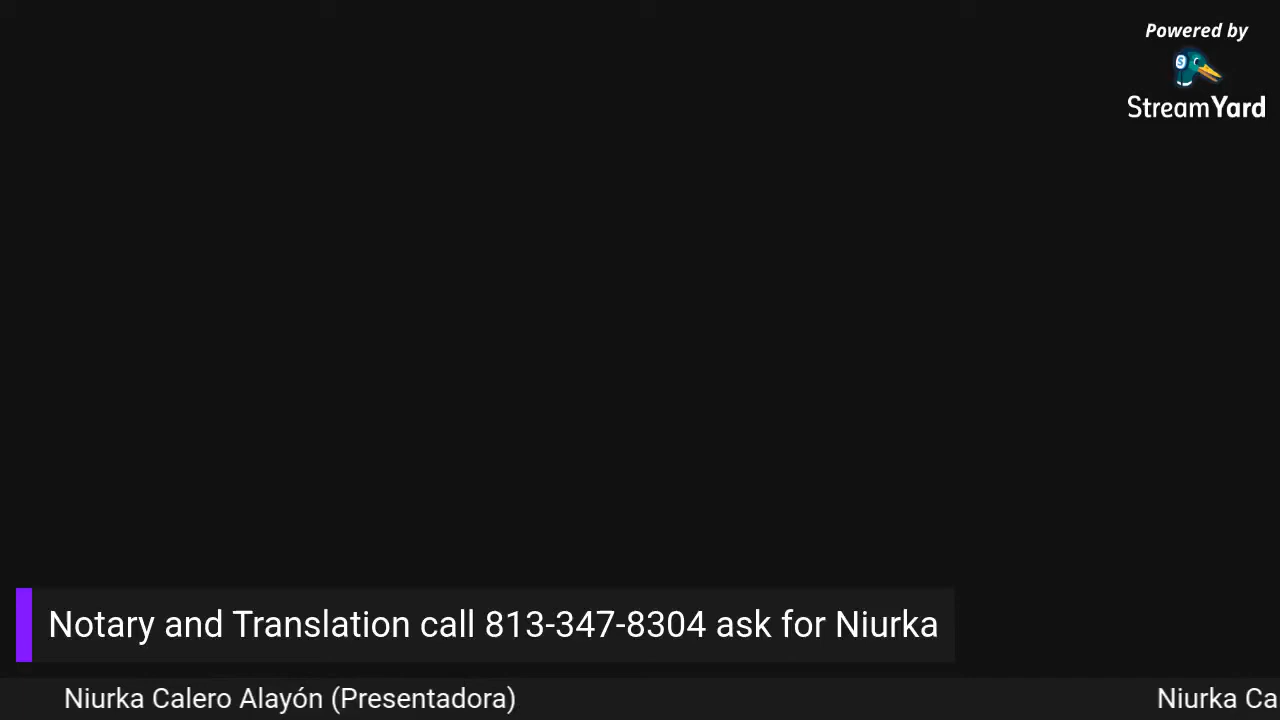 Powered by
StreamYard
Notary and Translation call 813-347-8304 ask for Niurka
Niurka Calero Alayón (Presentadora)
Niurka Ca